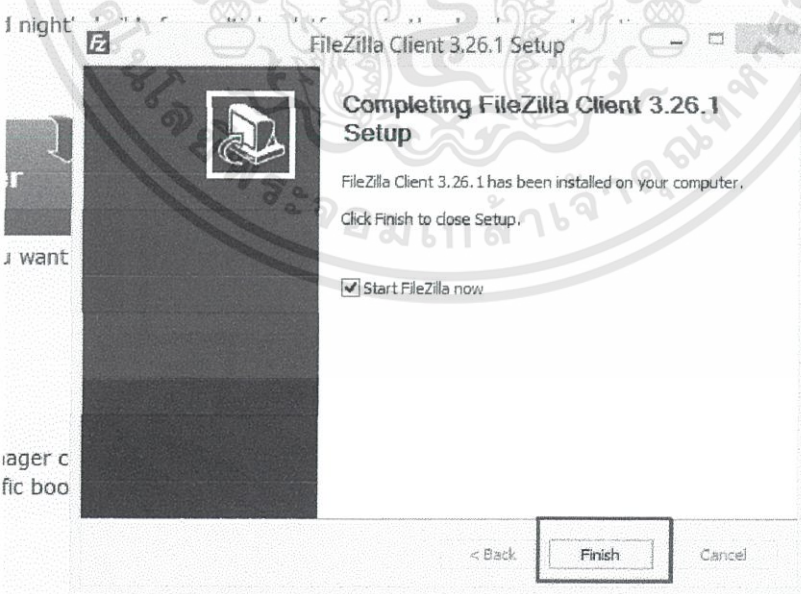 FileZilla Client 3.26.1 Setup
Fz
Completing FileZilla Client 3.26.1
Setup
FileZilla Client 3.26.1 has been installed on your computer.
Click Finish to close Setup.
Start FileZilla now
want
fic boo
< Back
Finish
Cancel